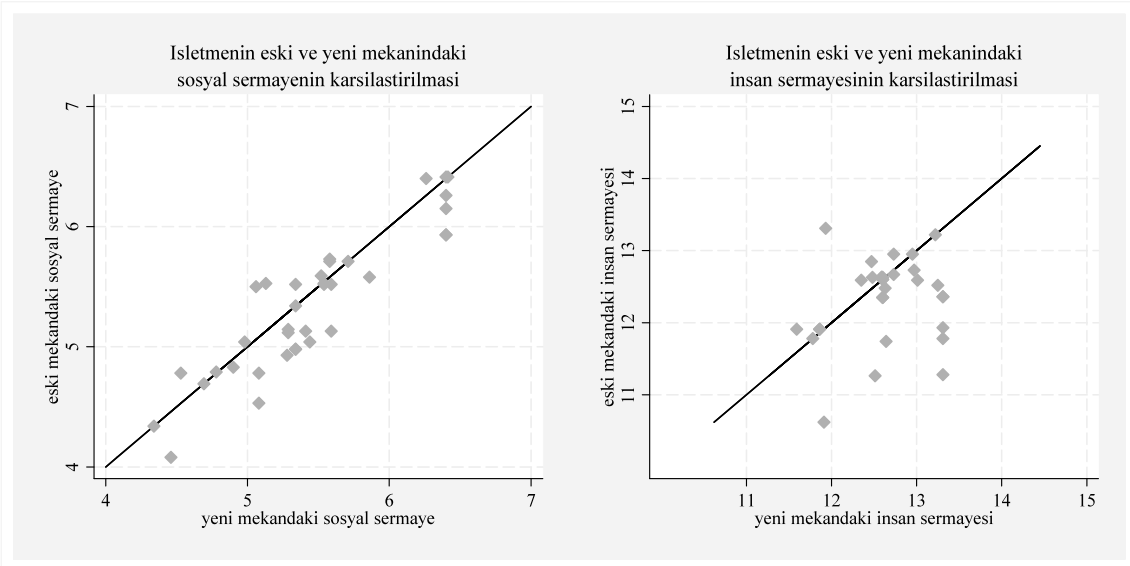 Isletmenin eski ve yeni mekanindaki
sosyal sermayenin karsilastirilmasi
eski mekandaki sosyal sermaye
7
6
5
4
4 5 6 7
yeni mekandaki sosyal sermaye
Isletmenin eski ve yeni mekanindaki
insan sermayesinin karsilastirilmasi
eski mekandaki insan sermayesi
15
14
13
12
11
11 12 13 14 15
yeni mekandaki insan sermayesi